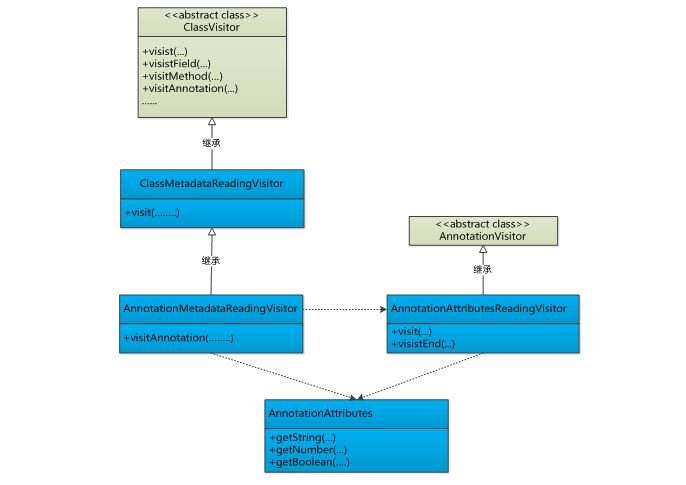 <<abstract class>>
ClassVisitor
+visist(...)
+visistField(...)
+visitMethod(...)
+visitAnnotation(...)
......
继承
ClassMetadataReadingVisitor
+visit(........)
<<abstract class>>
AnnotationVisitor
继承
继承
AnnotationMetadataReadingVisitor
+visitAnnotation(........)
AnnotationAttributesReadingVisitor
+visit(...)
+visistEnd(...)
AnnotationAttributes
+getString(...)
+getNumber(...)
+getBoolean(....)